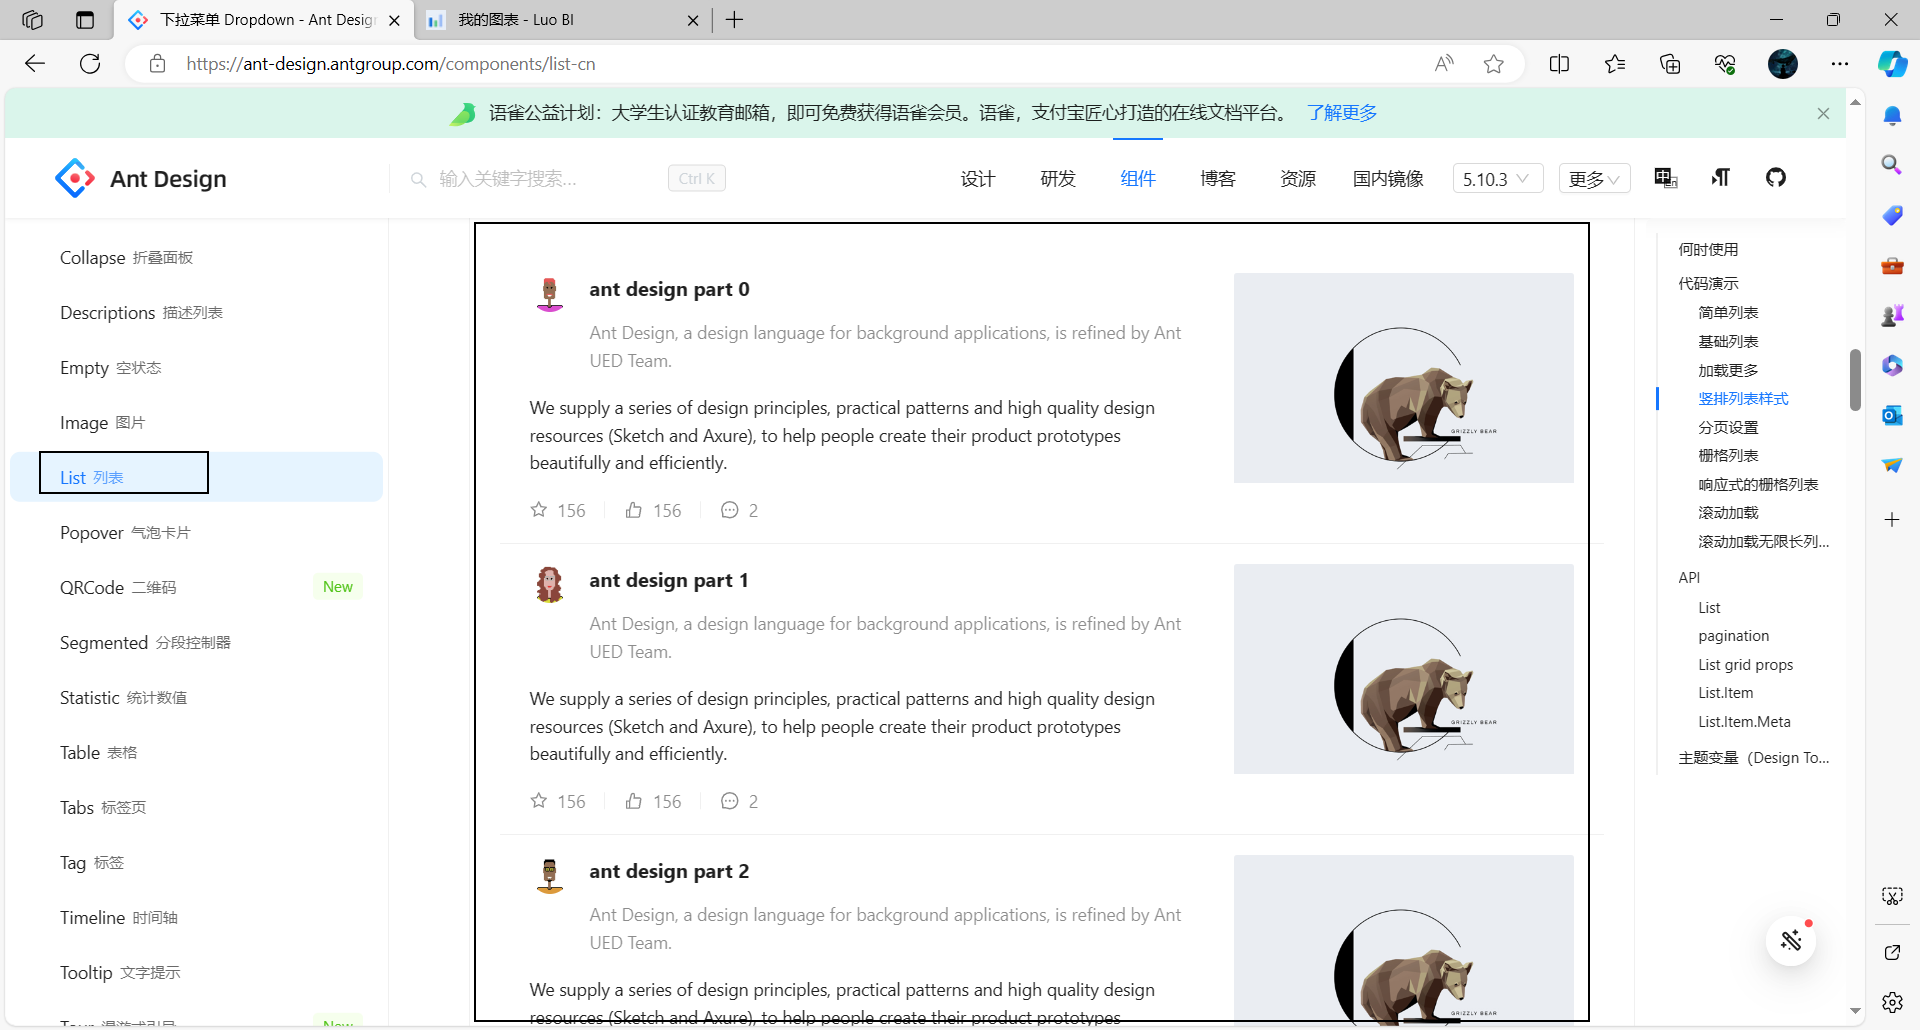 下拉菜单 Dropdown - Ant Desig
我的图表 - Luo BI
https://ant-design.antgroup.com/components/list-cn
语雀公益计划：大学生认证教育邮箱，即可免费获得语雀会员。语雀，支付宝匠心打造的在线文档平台。 了解更多
Ant Design
输入关键字搜索...
Ctrl K
设计
研发
组件
博客
资源
国内镜像
5.10.3
更多
Collapse 折叠面板
Descriptions 描述列表
Empty 空状态
Image 图片
List 列表
Popover 气泡卡片
QRCode 二维码
New
Segmented 分段控制器
Statistic 统计数值
Table 表格
Tabs 标签页
Tag 标签
Timeline 时间轴
Tooltip 文字提示
Tour 漫游式引导
New
ant design part 0
Ant Design, a design language for background applications, is refined by Ant
UED Team.
We supply a series of design principles, practical patterns and high quality design
resources (Sketch and Axure), to help people create their product prototypes
beautifully and efficiently.
156
156
2
GRIZZLY BEAR
ant design part 1
Ant Design, a design language for background applications, is refined by Ant
UED Team.
We supply a series of design principles, practical patterns and high quality design
resources (Sketch and Axure), to help people create their product prototypes
beautifully and efficiently.
156
156
2
GRIZZLY BEAR
ant design part 2
Ant Design, a design language for background applications, is refined by Ant
UED Team.
We supply a series of design principles, practical patterns and high quality design
resources (Sketch and Axure), to help people create their product prototypes
GRIZZLY BEAR
何时使用
代码演示
简单列表
基础列表
加载更多
竖排列表样式
分页设置
栅格列表
响应式的栅格列表
滚动加载
滚动加载无限长列...
API
List
pagination
List grid props
List.Item
List.Item.Meta
主题变量（Design To...